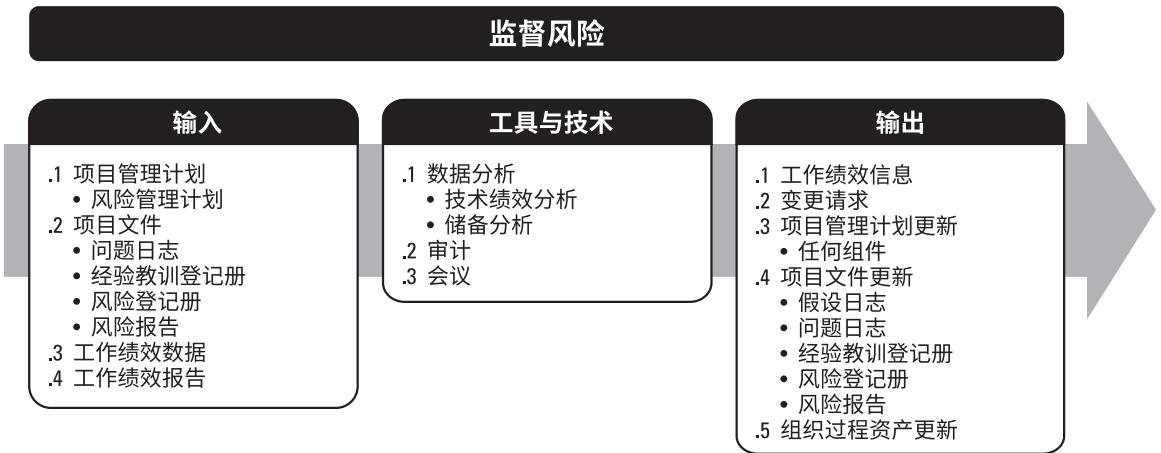 监督风险
输入
.1 项目管理计划
• 风险管理计划
.2 项目文件
• 问题日志
• 经验教训登记册
• 风险登记册
• 风险报告
.3 工作绩效数据
.4 工作绩效报告
工具与技术
.1 数据分析
• 技术绩效分析
• 储备分析
.2 审计
.3 会议
输出
.1 工作绩效信息
.2 变更请求
.3 项目管理计划更新
• 任何组件
.4 项目文件更新
• 假设日志
• 问题日志
• 经验教训登记册
• 风险登记册
• 风险报告
.5 组织过程资产更新